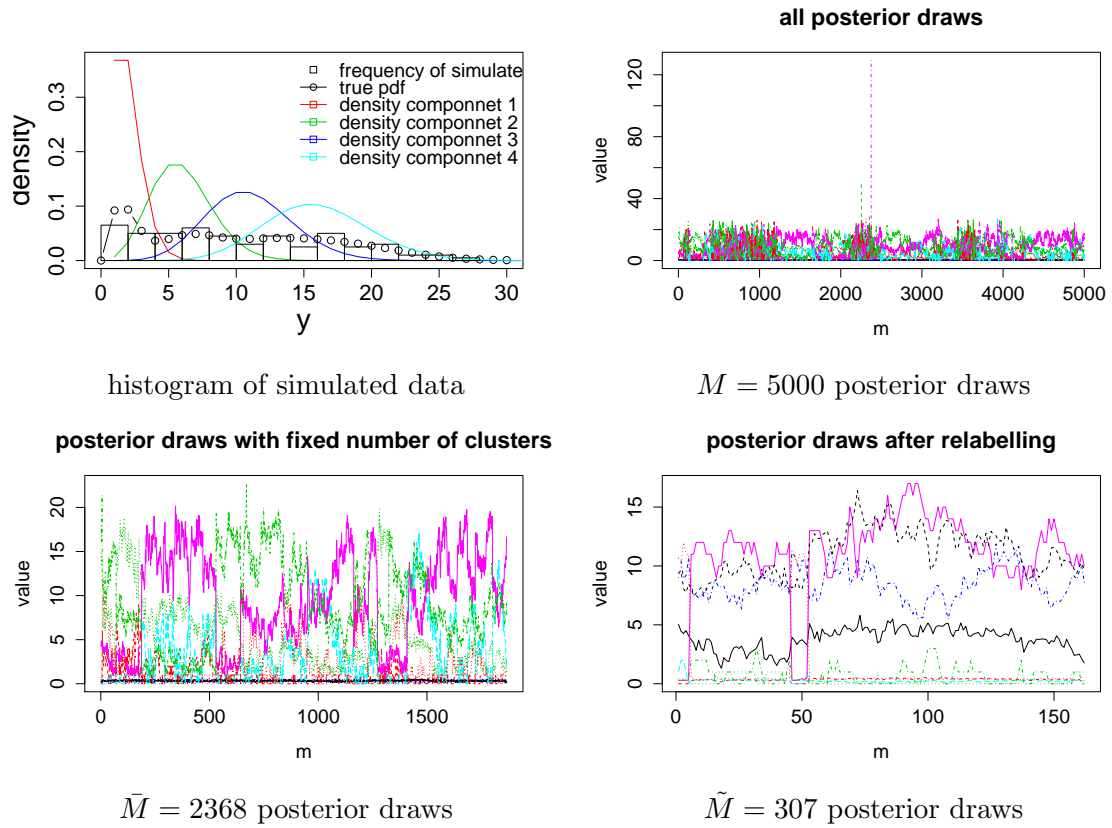 all posterior draws
density
0.0 0.1 0.2 0.3
frequency of simulate
true pdf
density componnet 1
density componnet 2
density componnet 3
density componnet 4
0 5 10 15 20 25 30
y
value
0 40 80 120
0 1000 2000 3000 4000 5000
m
histogram of simulated data
M = 5000 posterior draws
posterior draws with fixed number of clusters
value
0 5 10 15 20
0 500 1000 1500
m
posterior draws after relabelling
value
0 5 10 15
0 50 100 150
m
M̄ = 2368 posterior draws
M̃ = 307 posterior draws